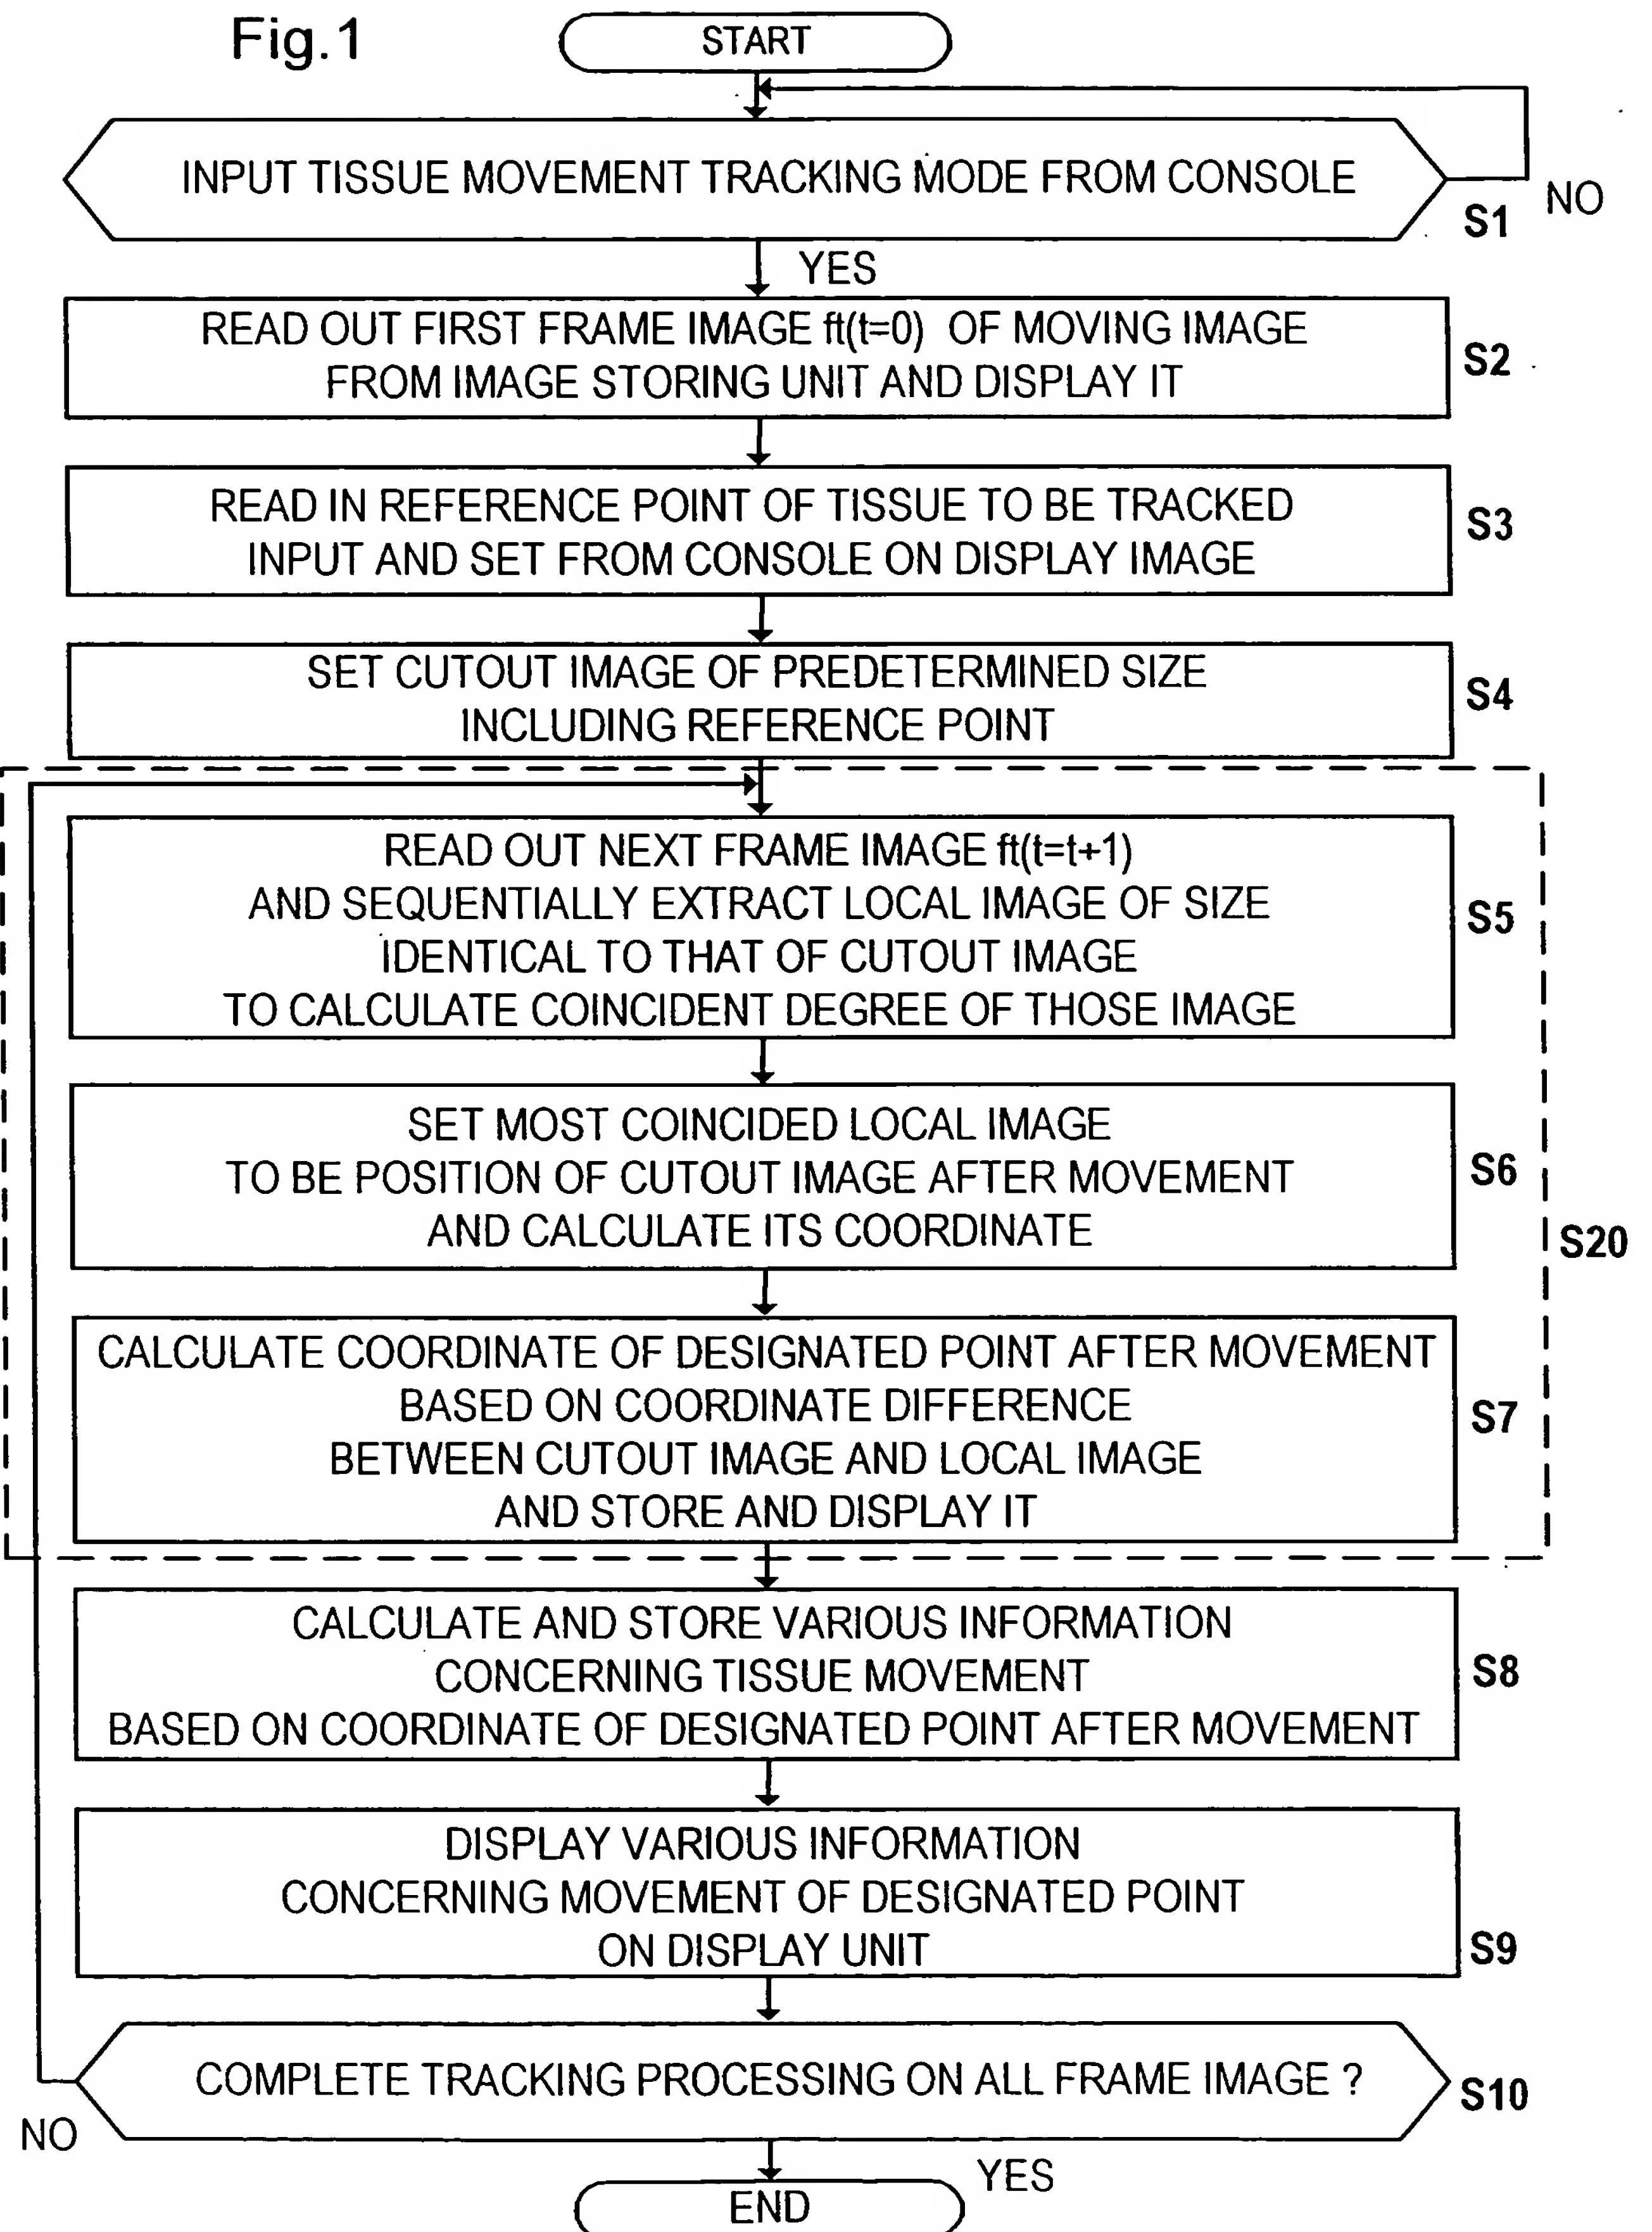 Fig.1
START
INPUT TISSUE MOVEMENT TRACKING MODE FROM CONSOLE
NO
S1
YES
READ OUT FIRST FRAME IMAGE ft(t=0) OF MOVING IMAGE
FROM IMAGE STORING UNIT AND DISPLAY IT
S2
READ IN REFERENCE POINT OF TISSUE TO BE TRACKED
INPUT AND SET FROM CONSOLE ON DISPLAY IMAGE
S3
SET CUTOUT IMAGE OF PREDETERMINED SIZE
INCLUDING REFERENCE POINT
S4
READ OUT NEXT FRAME IMAGE ft(t=t+1)
AND SEQUENTIALLY EXTRACT LOCAL IMAGE OF SIZE
IDENTICAL TO THAT OF CUTOUT IMAGE
TO CALCULATE COINCIDENT DEGREE OF THOSE IMAGE
S5
SET MOST COINCIDED LOCAL IMAGE
TO BE POSITION OF CUTOUT IMAGE AFTER MOVEMENT
AND CALCULATE ITS COORDINATE
S6
S20
CALCULATE COORDINATE OF DESIGNATED POINT AFTER MOVEMENT
BASED ON COORDINATE DIFFERENCE
BETWEEN CUTOUT IMAGE AND LOCAL IMAGE
AND STORE AND DISPLAY IT
S7
CALCULATE AND STORE VARIOUS INFORMATION
CONCERNING TISSUE MOVEMENT
BASED ON COORDINATE OF DESIGNATED POINT AFTER MOVEMENT
S8
DISPLAY VARIOUS INFORMATION
CONCERNING MOVEMENT OF DESIGNATED POINT
ON DISPLAY UNIT
S9
COMPLETE TRACKING PROCESSING ON ALL FRAME IMAGE ?
S10
NO
YES
END